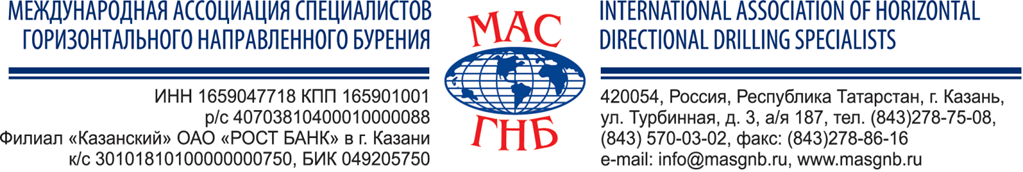 МЕЖДУНАРОДНАЯ АССОЦИАЦИЯ СПЕЦИАЛИСТОВ
ГОРИЗОНТАЛЬНОГО НАПРАВЛЕННОГО БУРЕНИЯ
ИНН 1659047718 КПП 165901001
р/с 40703810400010000088
Филиал «Казанский» ОАО «РОСТ БАНК» в г. Казани
к/с 30101810100000000750, БИК 049205750
МАС
ГНБ
INTERNATIONAL ASSOCIATION OF HORIZONTAL
DIRECTIONAL DRILLING SPECIALISTS
420054, Россия, Республика Татарстан, г. Казань,
ул. Турбинная, д. 3, а/я 187, тел. (843)278-75-08,
(843) 570-03-02, факс: (843)278-86-16
e-mail: info@masgnb.ru, www.masgnb.ru